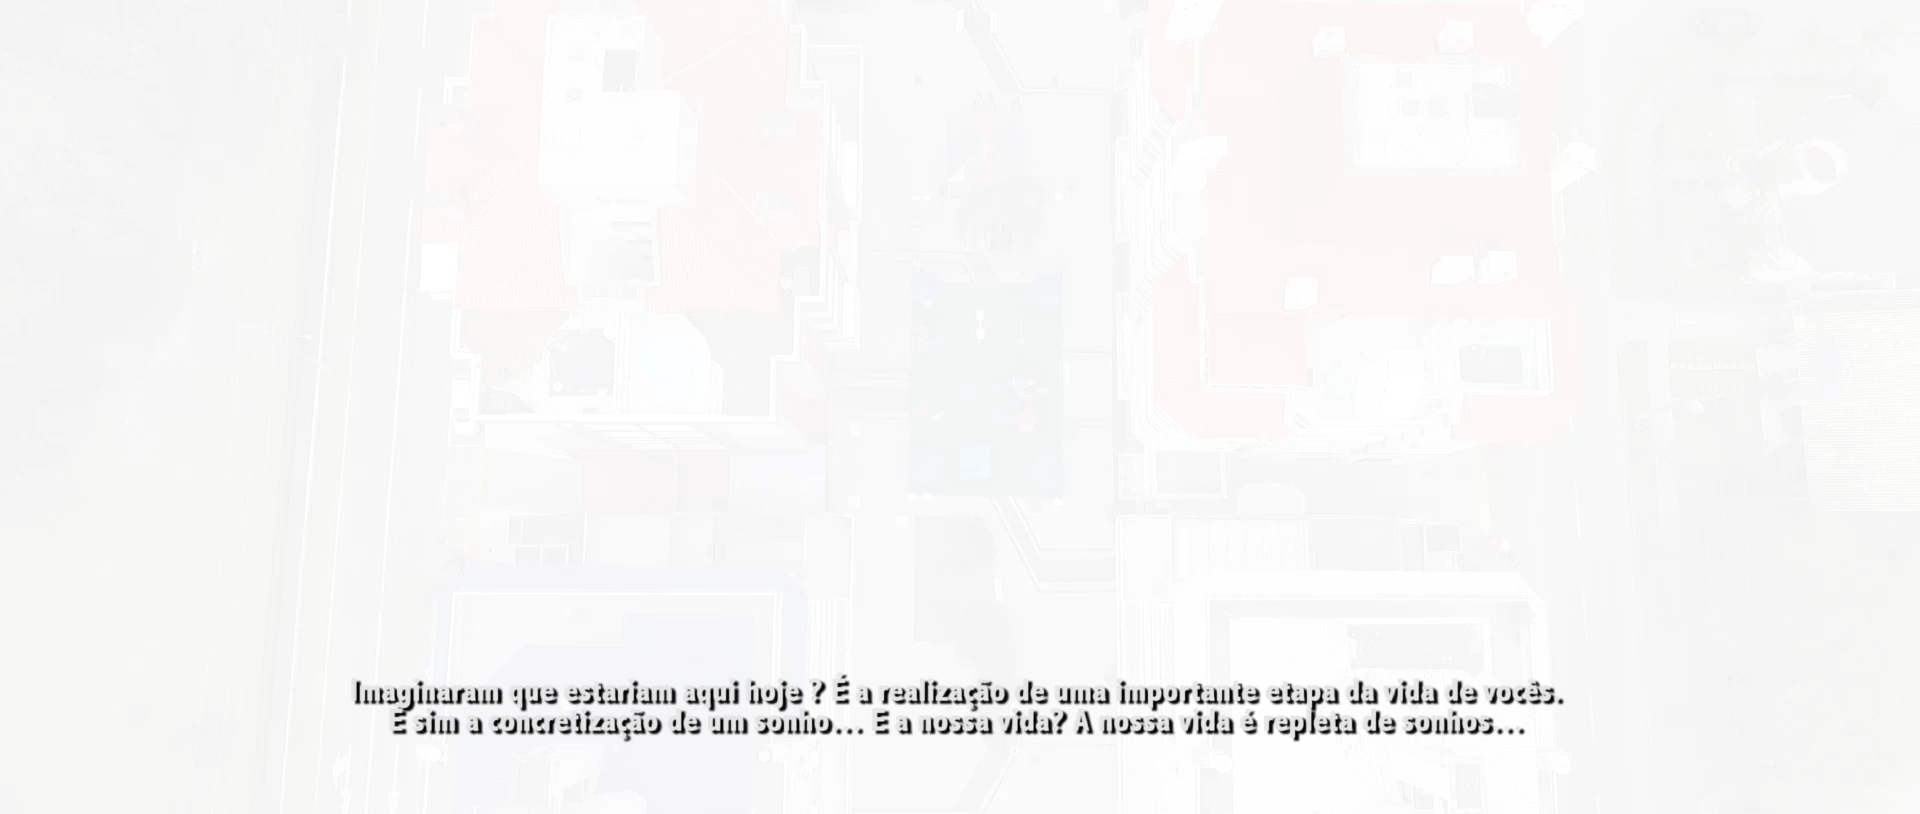 Imaginaram que estariam aqui hoje ? É a realização de uma importante etapa da vida de vocês.
E sim a concretização de um sonho... E a nossa vida? A nossa vida é repleta de sonhos...